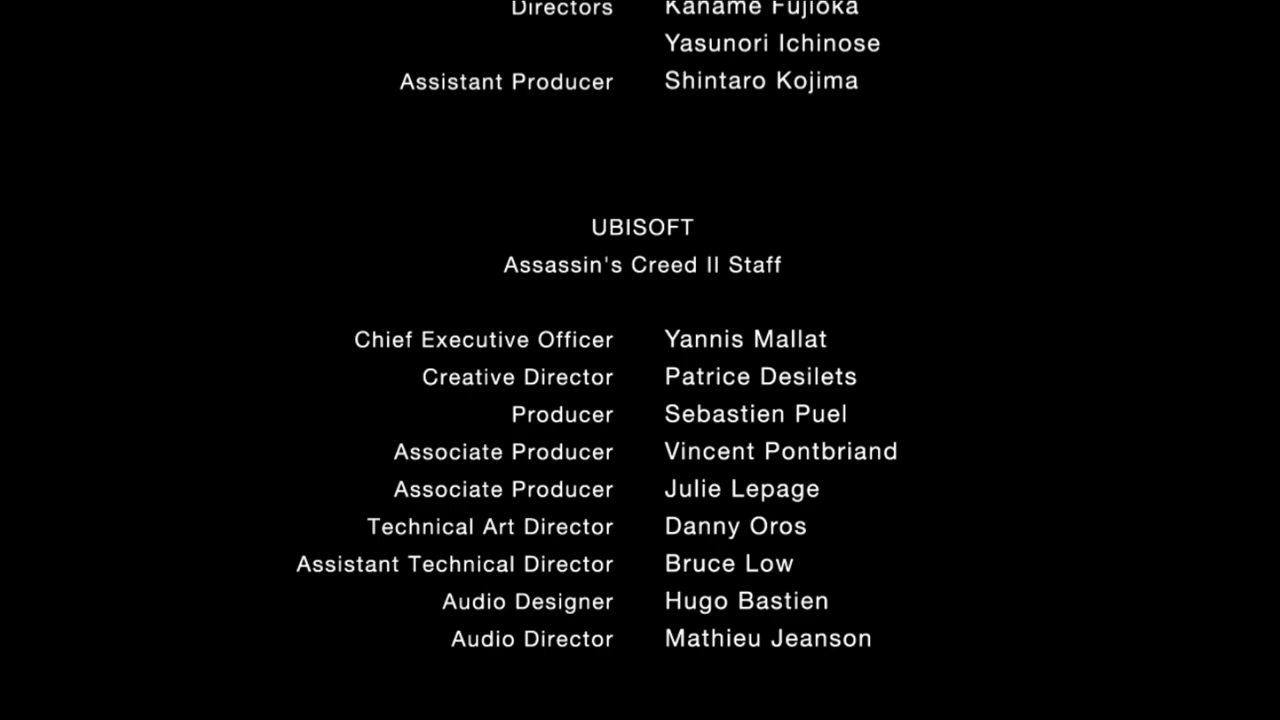 Directors Kaname Fujioka
Yasunori Ichinose
Assistant Producer Shintaro Kojima
UBISOFT
Assassin's Creed II Staff
Chief Executive Officer Yannis Mallat
Creative Director Patrice Desilets
Producer Sebastien Puel
Associate Producer Vincent Pontbriand
Associate Producer Julie Lepage
Technical Art Director Danny Oros
Assistant Technical Director Bruce Low
Audio Designer Hugo Bastien
Audio Director Mathieu Jeanson